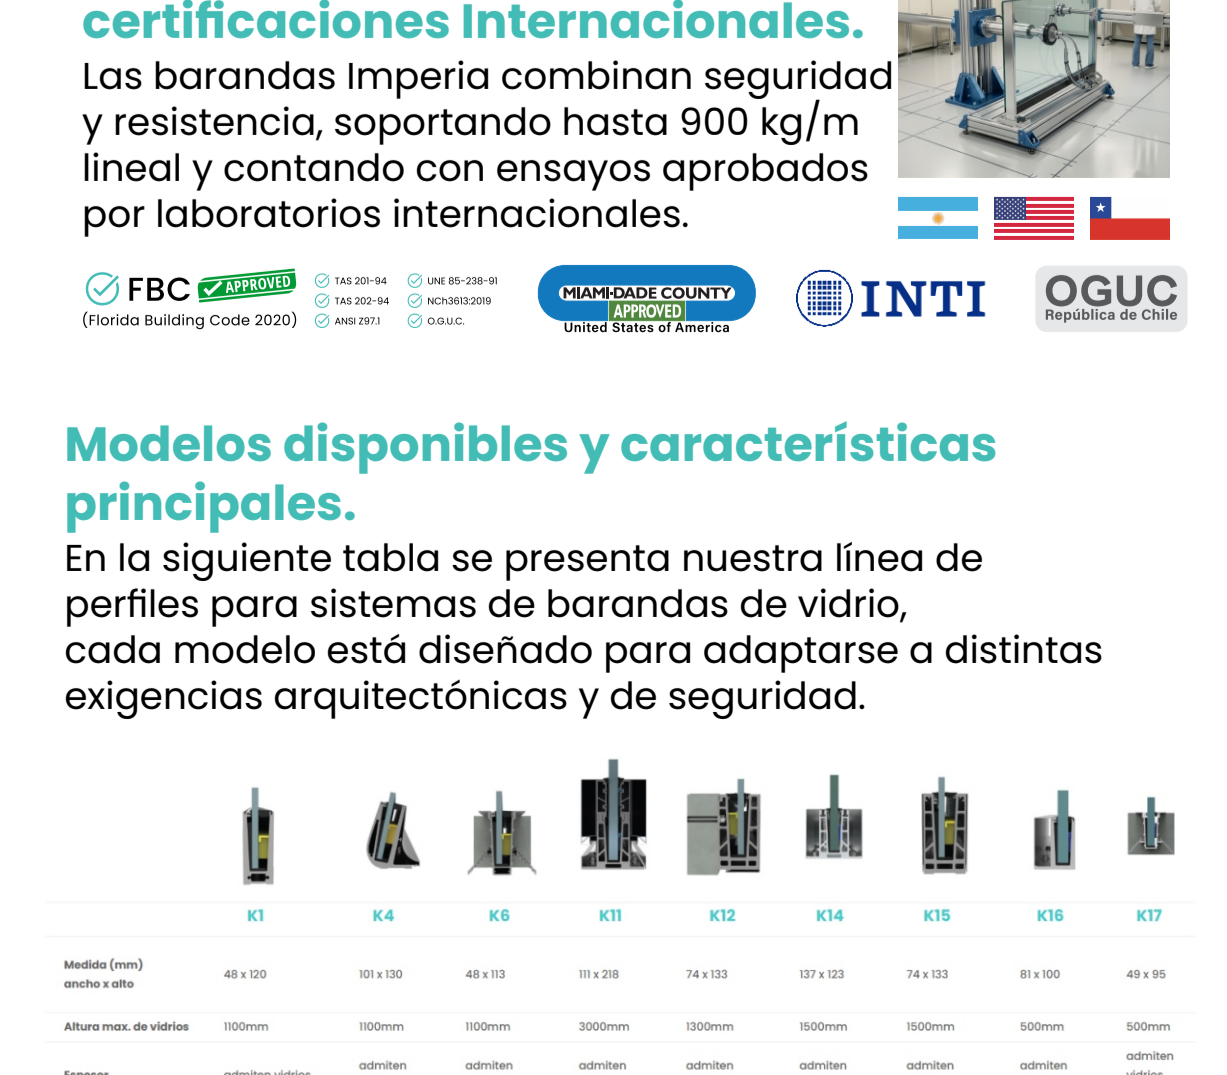 certificaciones Internacionales.
Las barandas Imperia combinan seguridad
y resistencia, soportando hasta 900 kg/m
lineal y contando con ensayos aprobados
por laboratorios internacionales.
FBC APPROVED
(Florida Building Code 2020)
TAS 201-94
TAS 202-94
ANSI Z97.1
UNE 85-238-91
NCh3613:2019
O.G.U.C.
MIAMI-DADE COUNTY
APPROVED
United States of America
INTI
OGUC
República de Chile
Modelos disponibles y características
principales.
En la siguiente tabla se presenta nuestra línea de
perfiles para sistemas de barandas de vidrio,
cada modelo está diseñado para adaptarse a distintas
exigencias arquitectónicas y de seguridad.
K1 K4 K6 K11 K12 K14 K15 K16 K17
Medida (mm)
ancho x alto
48 x 120 101 x 130 48 x 113 111 x 218 74 x 133 137 x 123 74 x 133 81 x 100 49 x 95
Altura max. de vidrios 1100mm 1100mm 1100mm 3000mm 1300mm 1500mm 1500mm 500mm 500mm
Espesor admiten vidrios admiten admiten admiten admiten admiten admiten admiten admiten
vidrios